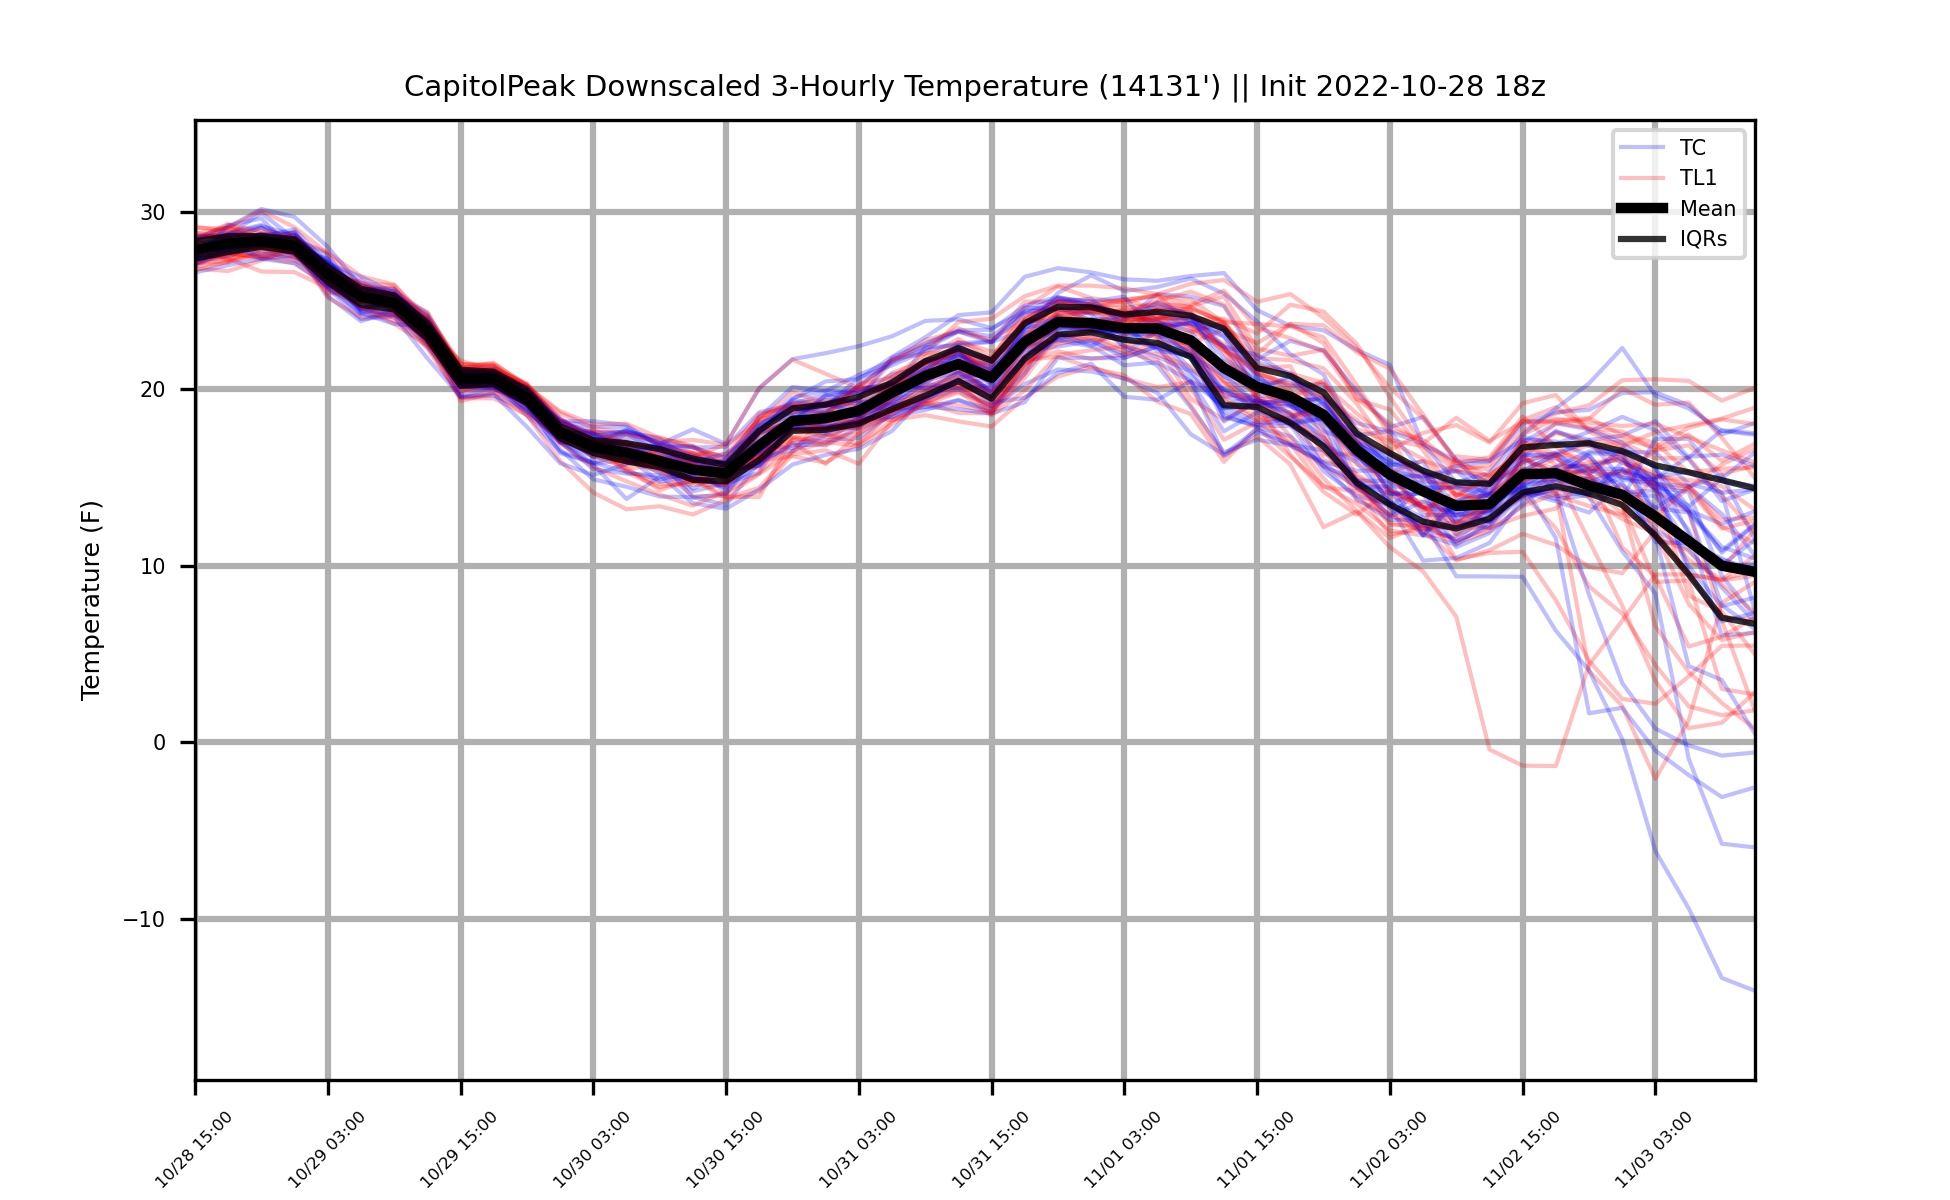 CapitolPeak Downscaled 3-Hourly Temperature (14131') || Init 2022-10-28 18z
TC
TL1
Mean
IQRs
Temperature (F)
30
20
10
0
−10
10/28 15:00
10/29 03:00
10/29 15:00
10/30 03:00
10/30 15:00
10/31 03:00
10/31 15:00
11/01 03:00
11/01 15:00
11/02 03:00
11/02 15:00
11/03 03:00